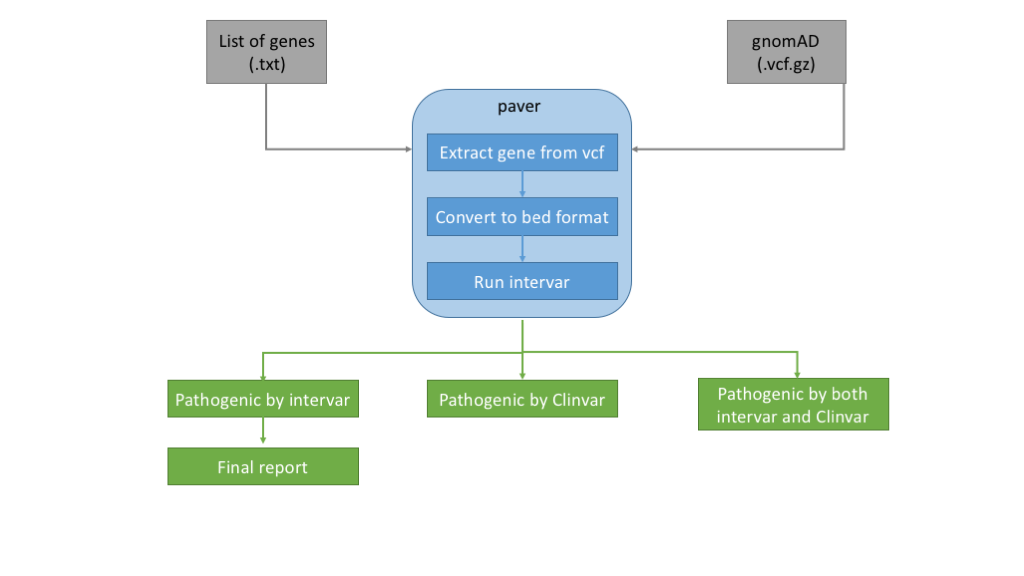 List of genes
(.txt)
gnomAD
(.vcf.gz)
paver
Extract gene from vcf
Convert to bed format
Run intervar
Pathogenic by intervar
Pathogenic by Clinvar
Pathogenic by both
intervar and Clinvar
Final report